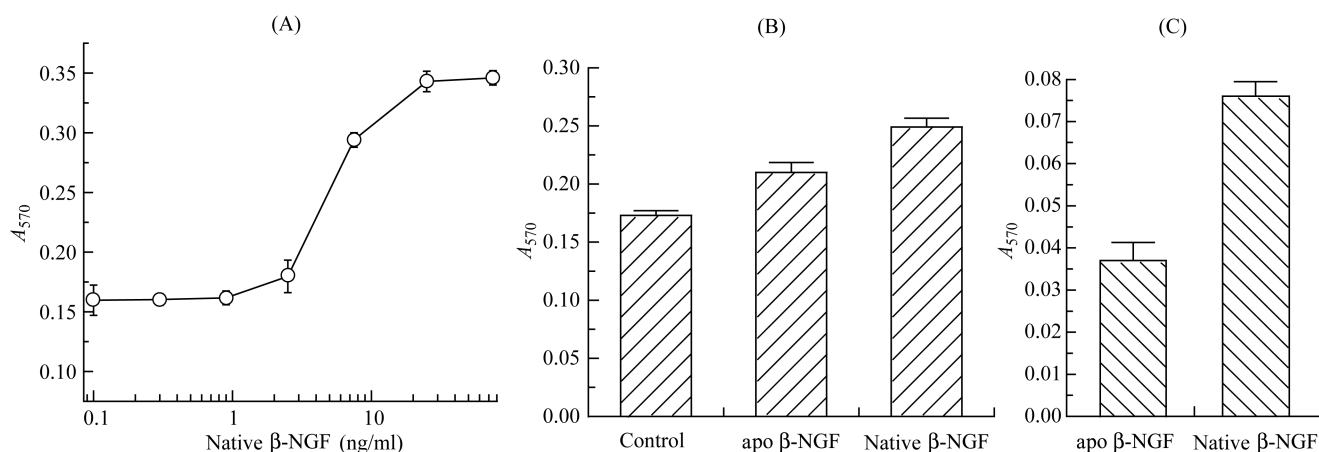 (A)
0.35
0.30
0.25
0.20
0.15
0.10
A570
0.1
1
10
Native β-NGF (ng/ml)
(B)
0.30
0.25
0.20
0.15
0.10
0.05
0.00
A570
Control
apo β-NGF
Native β-NGF
(C)
0.08
0.07
0.06
0.05
0.04
0.03
0.02
0.01
0.00
A570
apo β-NGF
Native β-NGF